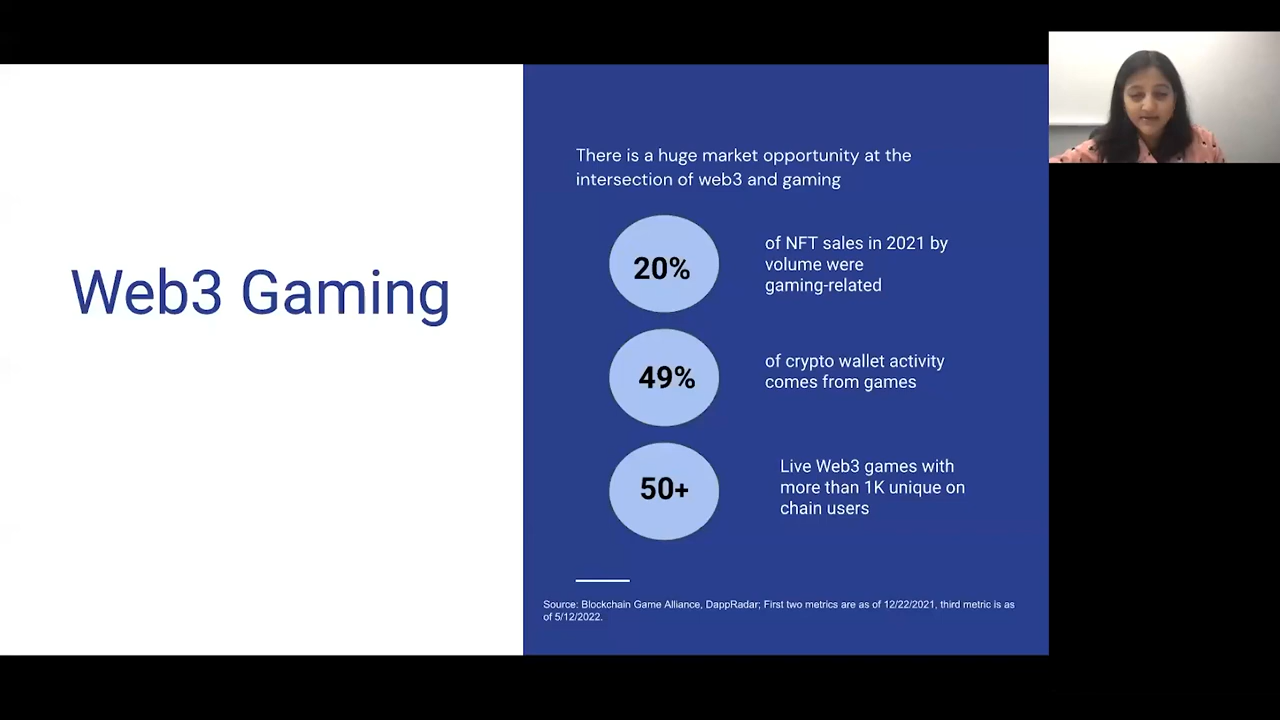 Web3 Gaming
There is a huge market opportunity at the
intersection of web3 and gaming
20%
of NFT sales in 2021 by
volume were
gaming-related
49%
of crypto wallet activity
comes from games
50+
Live Web3 games with
more than 1K unique on
chain users
Source: Blockchain Game Alliance, DappRadar; First two metrics are as of 12/22/2021, third metric is as
of 5/12/2022.